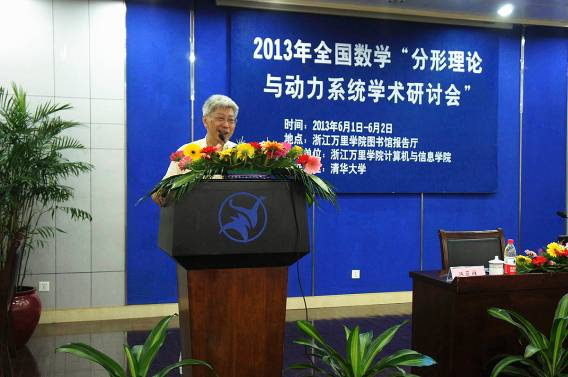 2013年全国数学“分形理论
与动力系统学术研讨会”
时间：2013年6月1日-6月2日
地点：浙江万里学院图书馆报告厅
单位：浙江万里学院计算机与信息学院
清华大学